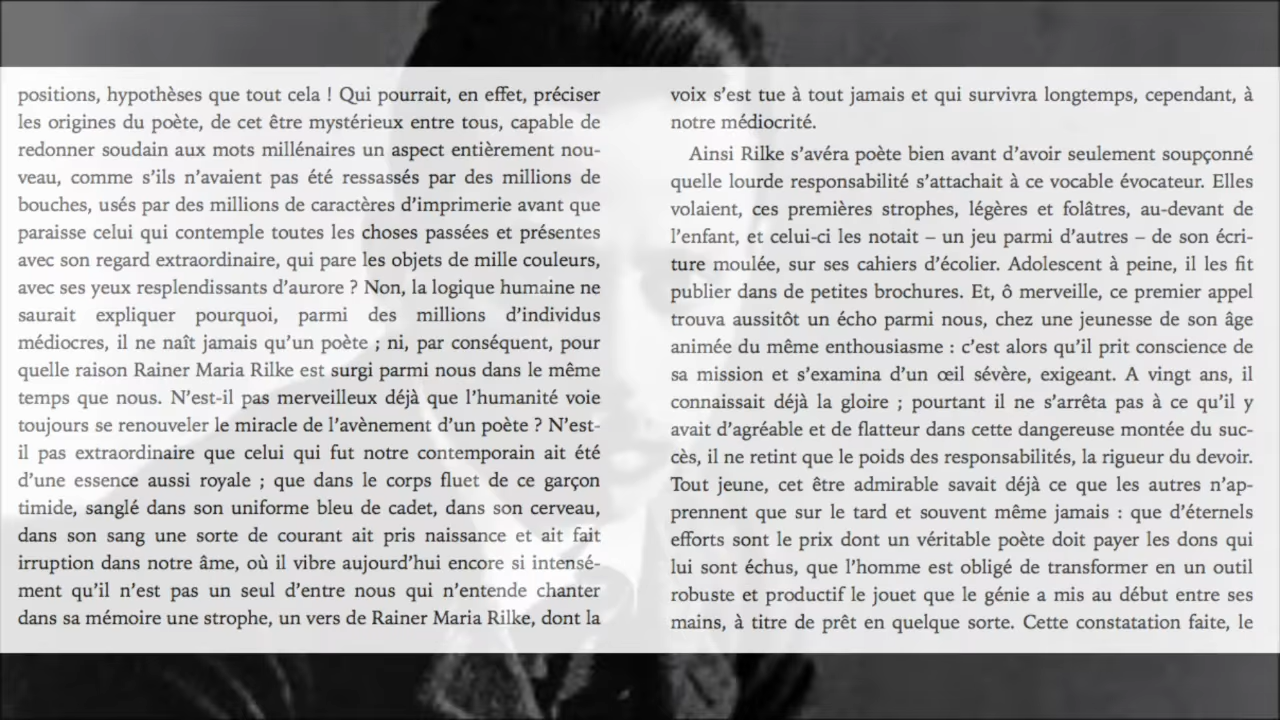 positions, hypothèses que tout cela ! Qui pourrait, en effet, préciser
les origines du poète, de cet être mystérieux entre tous, capable de
redonner soudain aux mots millénaires un aspect entièrement nou-
veau, comme s’ils n’avaient pas été ressassés par des millions de
bouches, usés par des millions de caractères d’imprimerie avant que
paraisse celui qui contemple toutes les choses passées et présentes
avec son regard extraordinaire, qui pare les objets de mille couleurs,
avec ses yeux resplendissants d’aurore ? Non, la logique humaine ne
saurait expliquer pourquoi, parmi des millions d’individus
médiocres, il ne naît jamais qu’un poète ; ni, par conséquent, pour
quelle raison Rainer Maria Rilke est surgi parmi nous dans le même
temps que nous. N’est-il pas merveilleux déjà que l’humanité voie
toujours se renouveler le miracle de l’avènement d’un poète ? N’est-
il pas extraordinaire que celui qui fut notre contemporain ait été
d’une essence aussi royale ; que dans le corps fluet de ce garçon
timide, sanglé dans son uniforme bleu de cadet, dans son cerveau,
dans son sang une sorte de courant ait pris naissance et ait fait
irruption dans notre âme, où il vibre aujourd’hui encore si intensé-
ment qu’il n’est pas un seul d’entre nous qui n’entende chanter
dans sa mémoire une strophe, un vers de Rainer Maria Rilke, dont la
voix s’est tue à tout jamais et qui survivra longtemps, cependant, à
notre médiocrité.
Ainsi Rilke s’avéra poète bien avant d’avoir seulement soupçonné
quelle lourde responsabilité s’attachait à ce vocable évocateur. Elles
volaient, ces premières strophes, légères et folâtres, au-devant de
l’enfant, et celui-ci les notait – un jeu parmi d’autres – de son écri-
ture moulée, sur ses cahiers d’écolier. Adolescent à peine, il les fit
publier dans de petites brochures. Et, ô merveille, ce premier appel
trouva aussitôt un écho parmi nous, chez une jeunesse de son âge
animée du même enthousiasme : c’est alors qu’il prit conscience de
sa mission et s’examina d’un œil sévère, exigeant. A vingt ans, il
connaissait déjà la gloire ; pourtant il ne s’arrêta pas à ce qu’il y
avait d’agréable et de flatteur dans cette dangereuse montée du suc-
cès, il ne retint que le poids des responsabilités, la rigueur du devoir.
Tout jeune, cet être admirable savait déjà ce que les autres n’ap-
prennent que sur le tard et souvent même jamais : que d’éternels
efforts sont le prix dont un véritable poète doit payer les dons qui
lui sont échus, que l’homme est obligé de transformer en un outil
robuste et productif le jouet que le génie a mis au début entre ses
mains, à titre de prêt en quelque sorte. Cette constatation faite, le